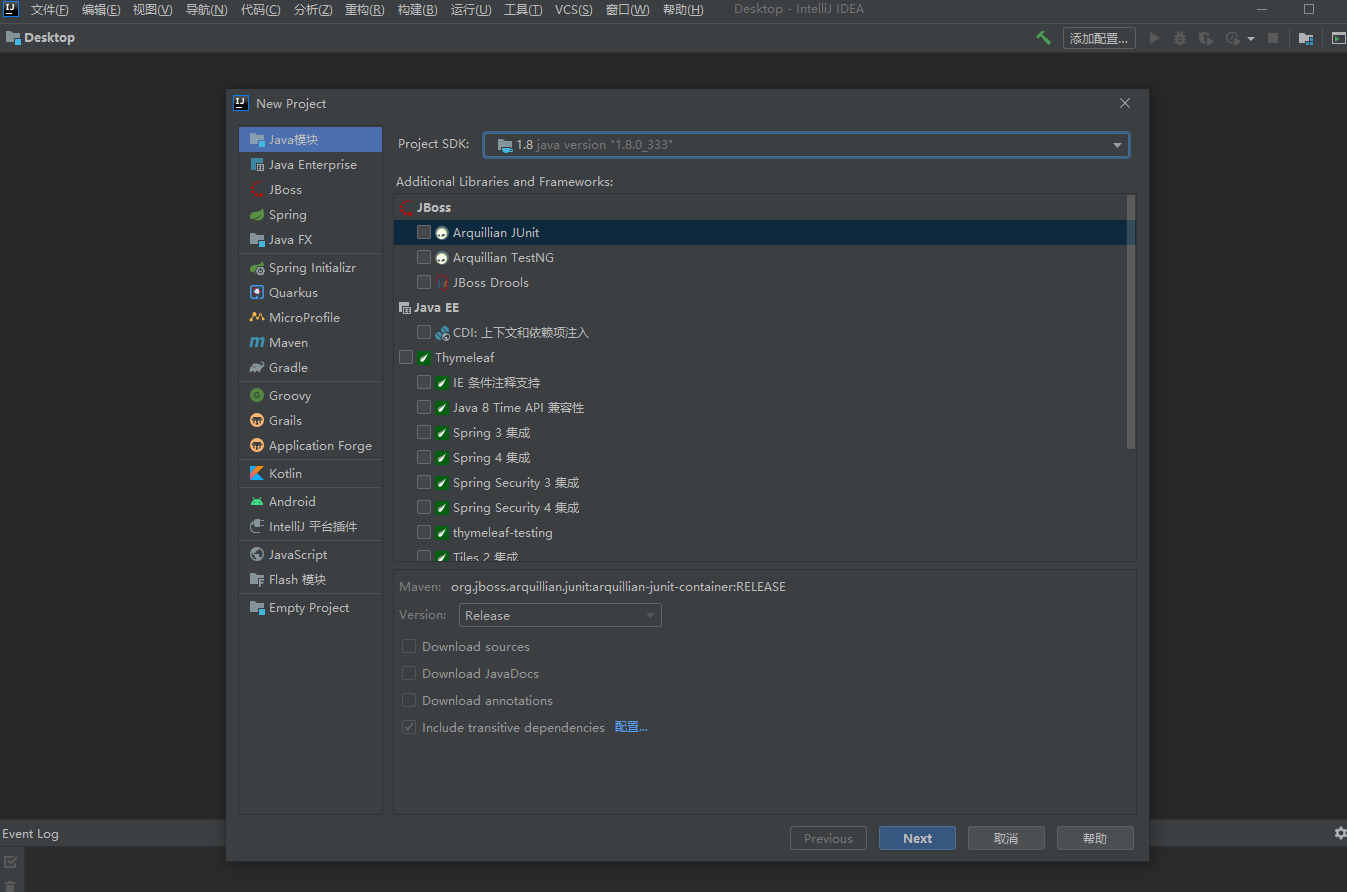 文件(F) 编辑(E) 视图(V) 导航(N) 代码(C) 分析(Z) 重构(R) 构建(B) 运行(U) 工具(T) VCS(S) 窗口(W) 帮助(H) Desktop - IntelliJ IDEA
Desktop
添加配置...
New Project
Java模块
Java Enterprise
JBoss
Spring
Java FX
Spring Initializr
Quarkus
MicroProfile
Maven
Gradle
Groovy
Grails
Application Forge
Kotlin
Android
IntelliJ 平台插件
JavaScript
Flash 模块
Empty Project
Project SDK: 1.8 java version "1.8.0_333"
Additional Libraries and Frameworks:
JBoss
Arquillian JUnit
Arquillian TestNG
JBoss Drools
Java EE
CDI: 上下文和依赖项注入
Thymeleaf
IE 条件注释支持
Java 8 Time API 兼容性
Spring 3 集成
Spring 4 集成
Spring Security 3 集成
Spring Security 4 集成
thymeleaf-testing
Tiles 2 集成
Maven: org.jboss.arquillian.junit:arquillian-junit-container:RELEASE
Version: Release
Download sources
Download JavaDocs
Download annotations
Include transitive dependencies 配置...
Previous Next 取消 帮助
Event Log